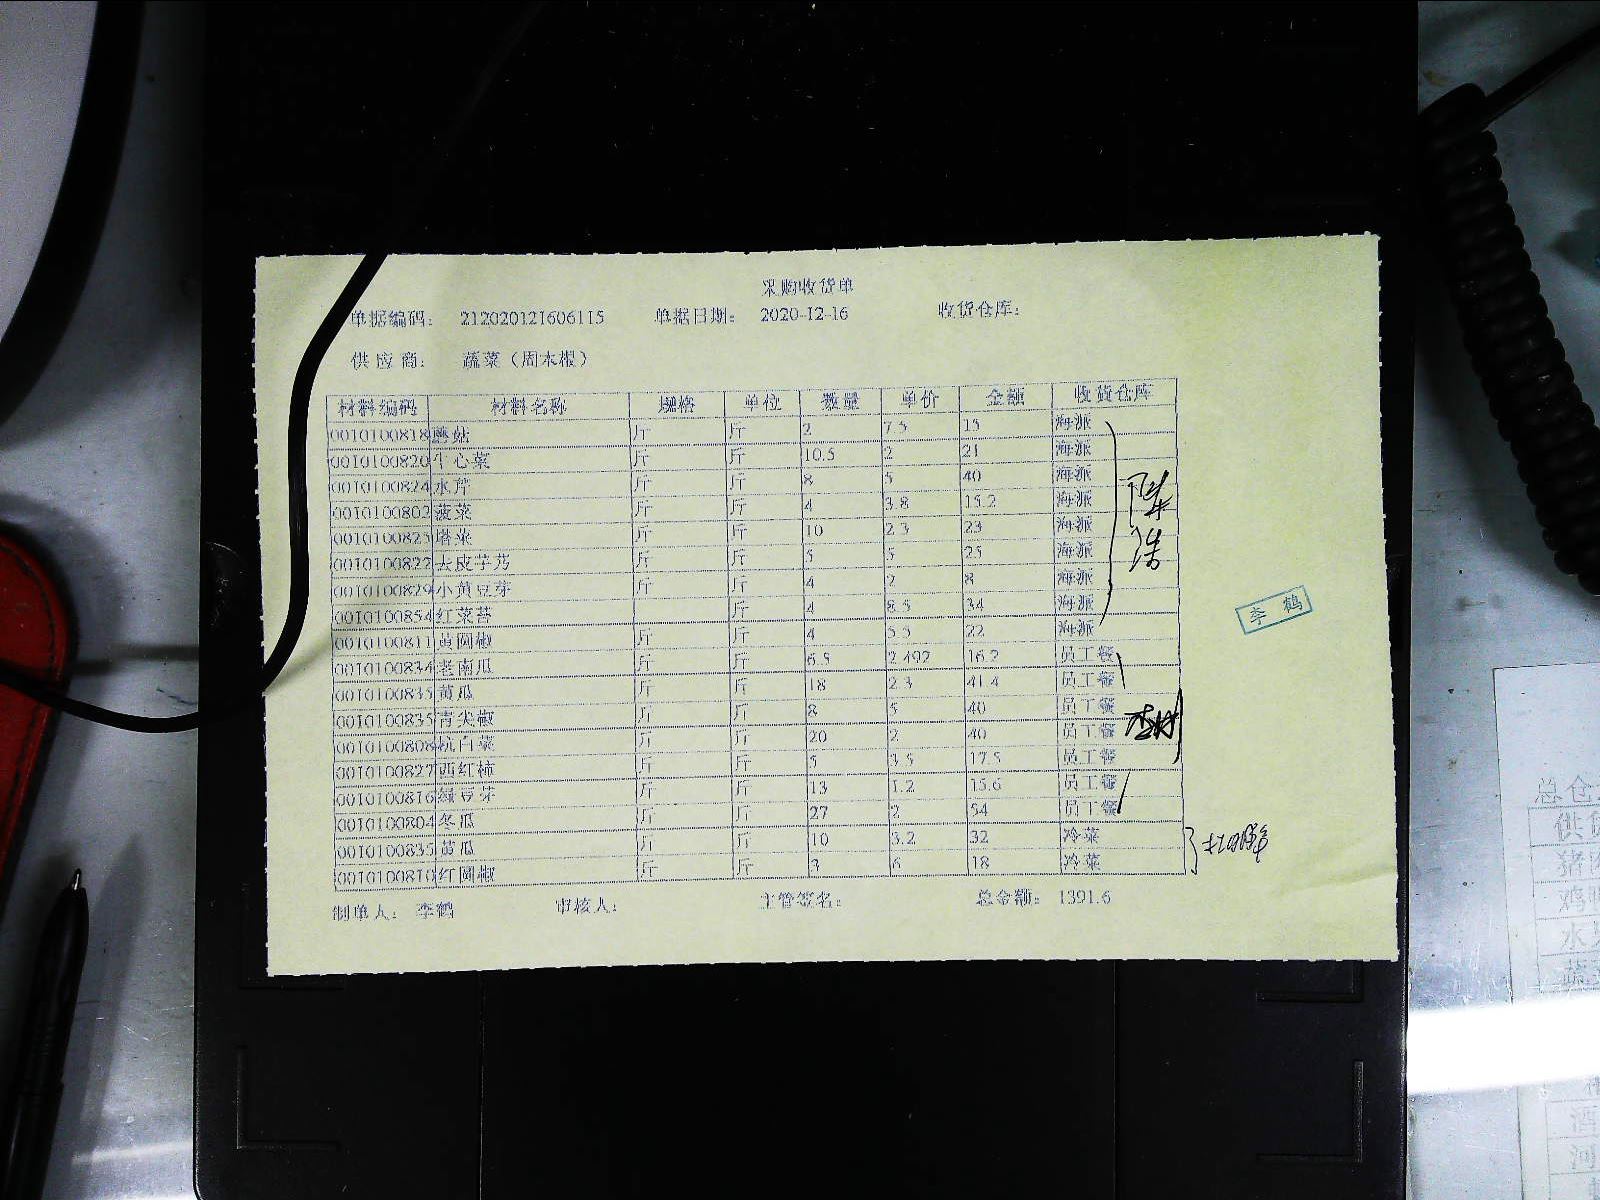 采购收货单
单据编码： 212020121606115 单据日期： 2020-12-16 收货仓库：
供 应 商： 蔬菜（周木根）
材料编码 材料名称 规格 单位 数量 单价 金额 收货仓库
0010100818 蘑菇 斤 斤 2 7.5 15 海派
0010100820 牛心菜 斤 斤 10.5 2 21 海派
0010100824 水芹 斤 斤 8 5 40 海派
0010100802 菠菜 斤 斤 4 3.8 15.2 海派
0010100825 塔菜 斤 斤 10 2.3 23 海派
0010100822 去皮芋艿 斤 斤 5 5 25 海派
0010100829 小黄豆芽 斤 斤 4 2 8 海派
0010100854 红菜苔 斤 4 8.5 34 海派
0010100811 黄圆椒 斤 斤 4 5.5 22 海派
0010100834 老南瓜 斤 斤 6.5 2.492 16.2 员工餐
0010100835 黄瓜 斤 斤 18 2.3 41.4 员工餐
0010100835 青尖椒 斤 斤 8 5 40 员工餐
0010100808 杭白菜 斤 斤 20 2 40 员工餐
0010100827 西红柿 斤 斤 5 3.5 17.5 员工餐
0010100816 绿豆芽 斤 斤 13 1.2 15.6 员工餐
0010100804 冬瓜 斤 斤 27 2 54 员工餐
0010100835 黄瓜 斤 斤 10 3.2 32 冷菜
0010100810 红圆椒 斤 斤 3 6 18 冷菜
制单人： 李鹤 审核人： 主管签名： 总金额： 1391.6
李 鹤
总仓
水
酒
河